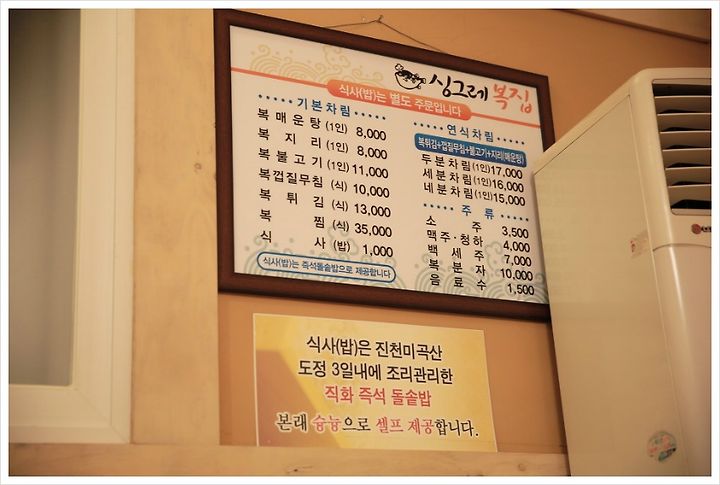 싱그레 복집
식사(밥)는 별도 주문입니다
기본차림
복매운탕 (1인) 8,000
복지리 (1인) 8,000
복불고기 (1인) 11,000
복껍질무침 (식) 10,000
복튀김 (식) 13,000
복찜 (식) 35,000
식사 (밥) 1,000
식사(밥)는 즉석돌솥밥으로 제공합니다
연식차림
복튀김+껍질무침+불고기+지리(매운탕)
두분차림 (1인) 17,000
세분차림 (1인) 16,000
네분차림 (1인) 15,000
주류
소주 3,500
맥주·청하 4,000
백세주 7,000
복분자 10,000
음료수 1,500
식사(밥)은 진천미곡산
도정 3일내에 조리관리한
직화 즉석 돌솥밥
본래 슝늉으로 셀프 제공합니다.